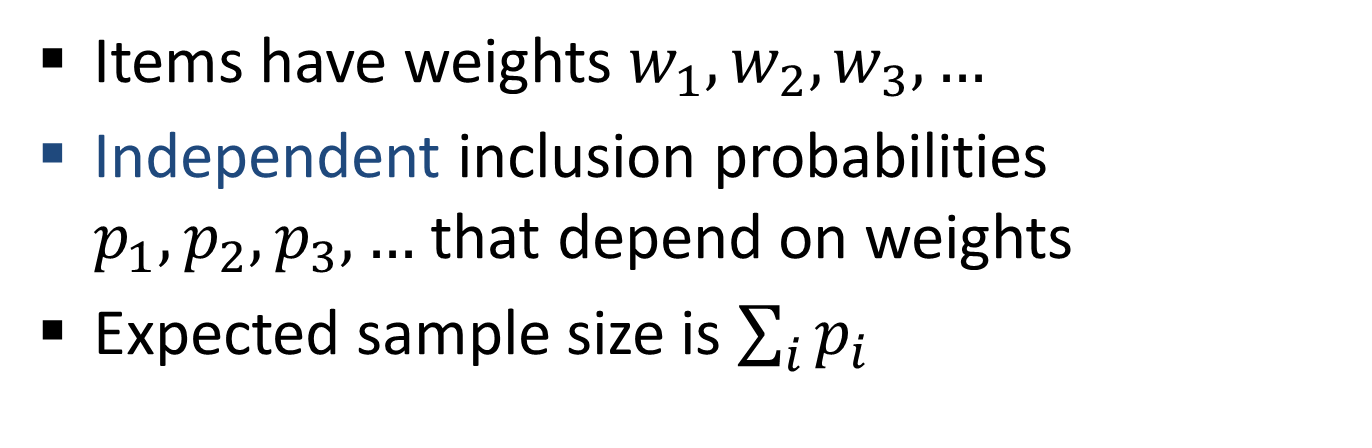 ▪ Items have weights w₁, w₂, w₃, ...
▪ Independent inclusion probabilities
p₁, p₂, p₃, ... that depend on weights
▪ Expected sample size is ∑ᵢ pᵢ